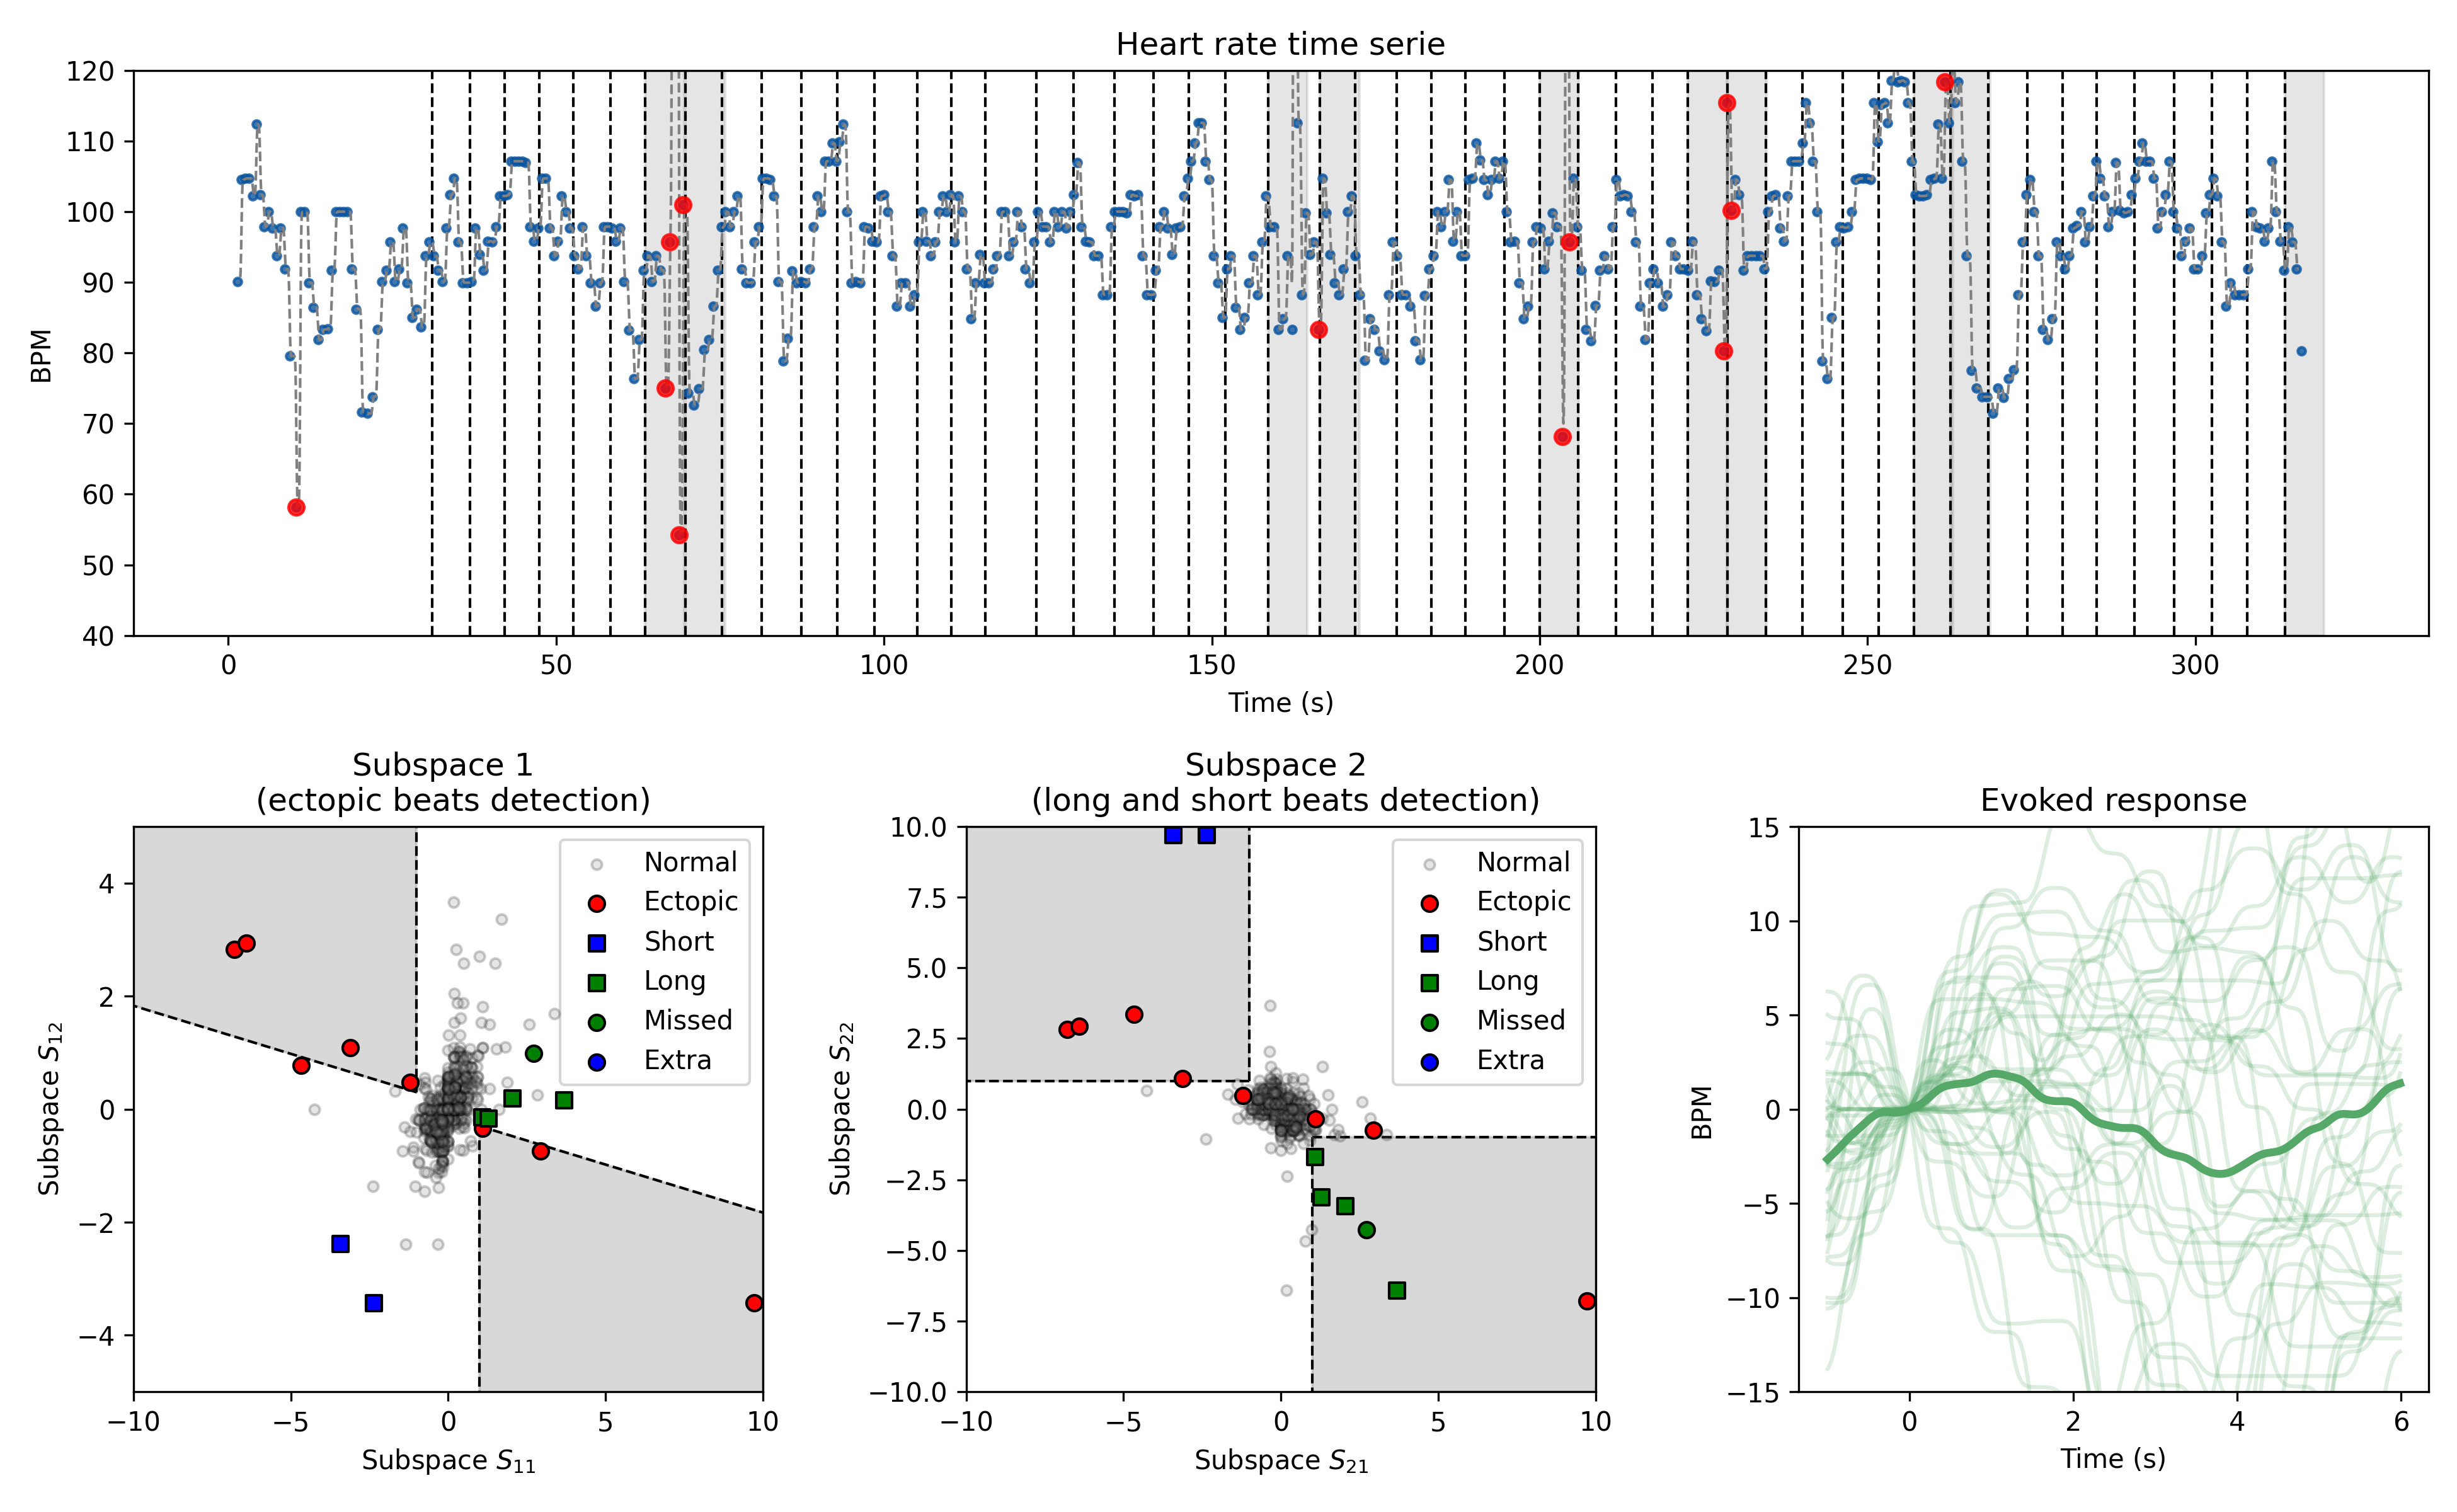 Heart rate time serie
120
110
100
90
80
70
60
50
40
BPM
0 50 100 150 200 250 300
Time (s)
Subspace 1
(ectopic beats detection)
4
2
0
−2
−4
Subspace S₁₂
Normal
Ectopic
Short
Long
Missed
Extra
−10 −5 0 5 10
Subspace S₁₁
Subspace 2
(long and short beats detection)
10.0
7.5
5.0
2.5
0.0
−2.5
−5.0
−7.5
−10.0
Subspace S₂₂
Normal
Ectopic
Short
Long
Missed
Extra
−10 −5 0 5 10
Subspace S₂₁
Evoked response
15
10
5
0
−5
−10
−15
BPM
0 2 4 6
Time (s)